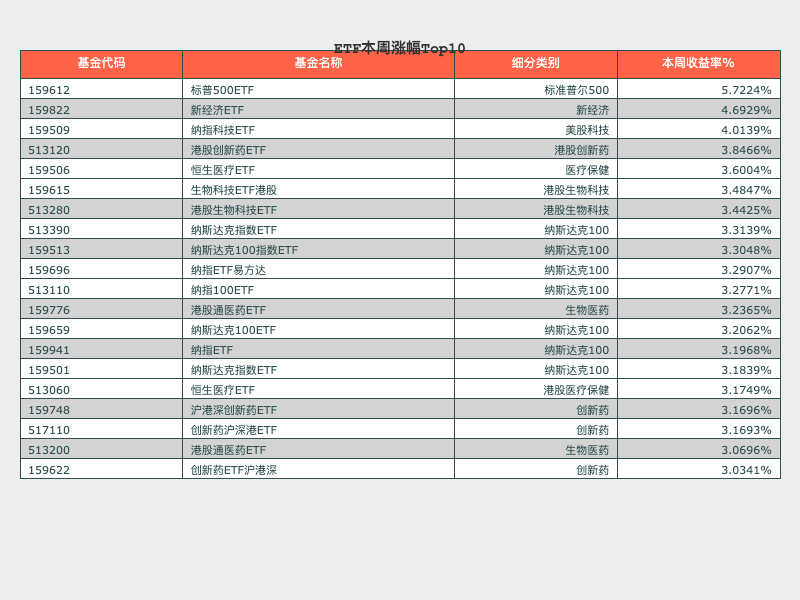 ETF本周涨幅Top10
基金代码 基金名称 细分类别 本周收益率%
159612 标普500ETF 标准普尔500 5.7224%
159822 新经济ETF 新经济 4.6929%
159509 纳指科技ETF 美股科技 4.0139%
513120 港股创新药ETF 港股创新药 3.8466%
159506 恒生医疗ETF 医疗保健 3.6004%
159615 生物科技ETF港股 港股生物科技 3.4847%
513280 港股生物科技ETF 港股生物科技 3.4425%
513390 纳斯达克指数ETF 纳斯达克100 3.3139%
159513 纳斯达克100指数ETF 纳斯达克100 3.3048%
159696 纳指ETF易方达 纳斯达克100 3.2907%
513110 纳指100ETF 纳斯达克100 3.2771%
159776 港股通医药ETF 生物医药 3.2365%
159659 纳斯达克100ETF 纳斯达克100 3.2062%
159941 纳指ETF 纳斯达克100 3.1968%
159501 纳斯达克指数ETF 纳斯达克100 3.1839%
513060 恒生医疗ETF 港股医疗保健 3.1749%
159748 沪港深创新药ETF 创新药 3.1696%
517110 创新药沪深港ETF 创新药 3.1693%
513200 港股通医药ETF 生物医药 3.0696%
159622 创新药ETF沪港深 创新药 3.0341%